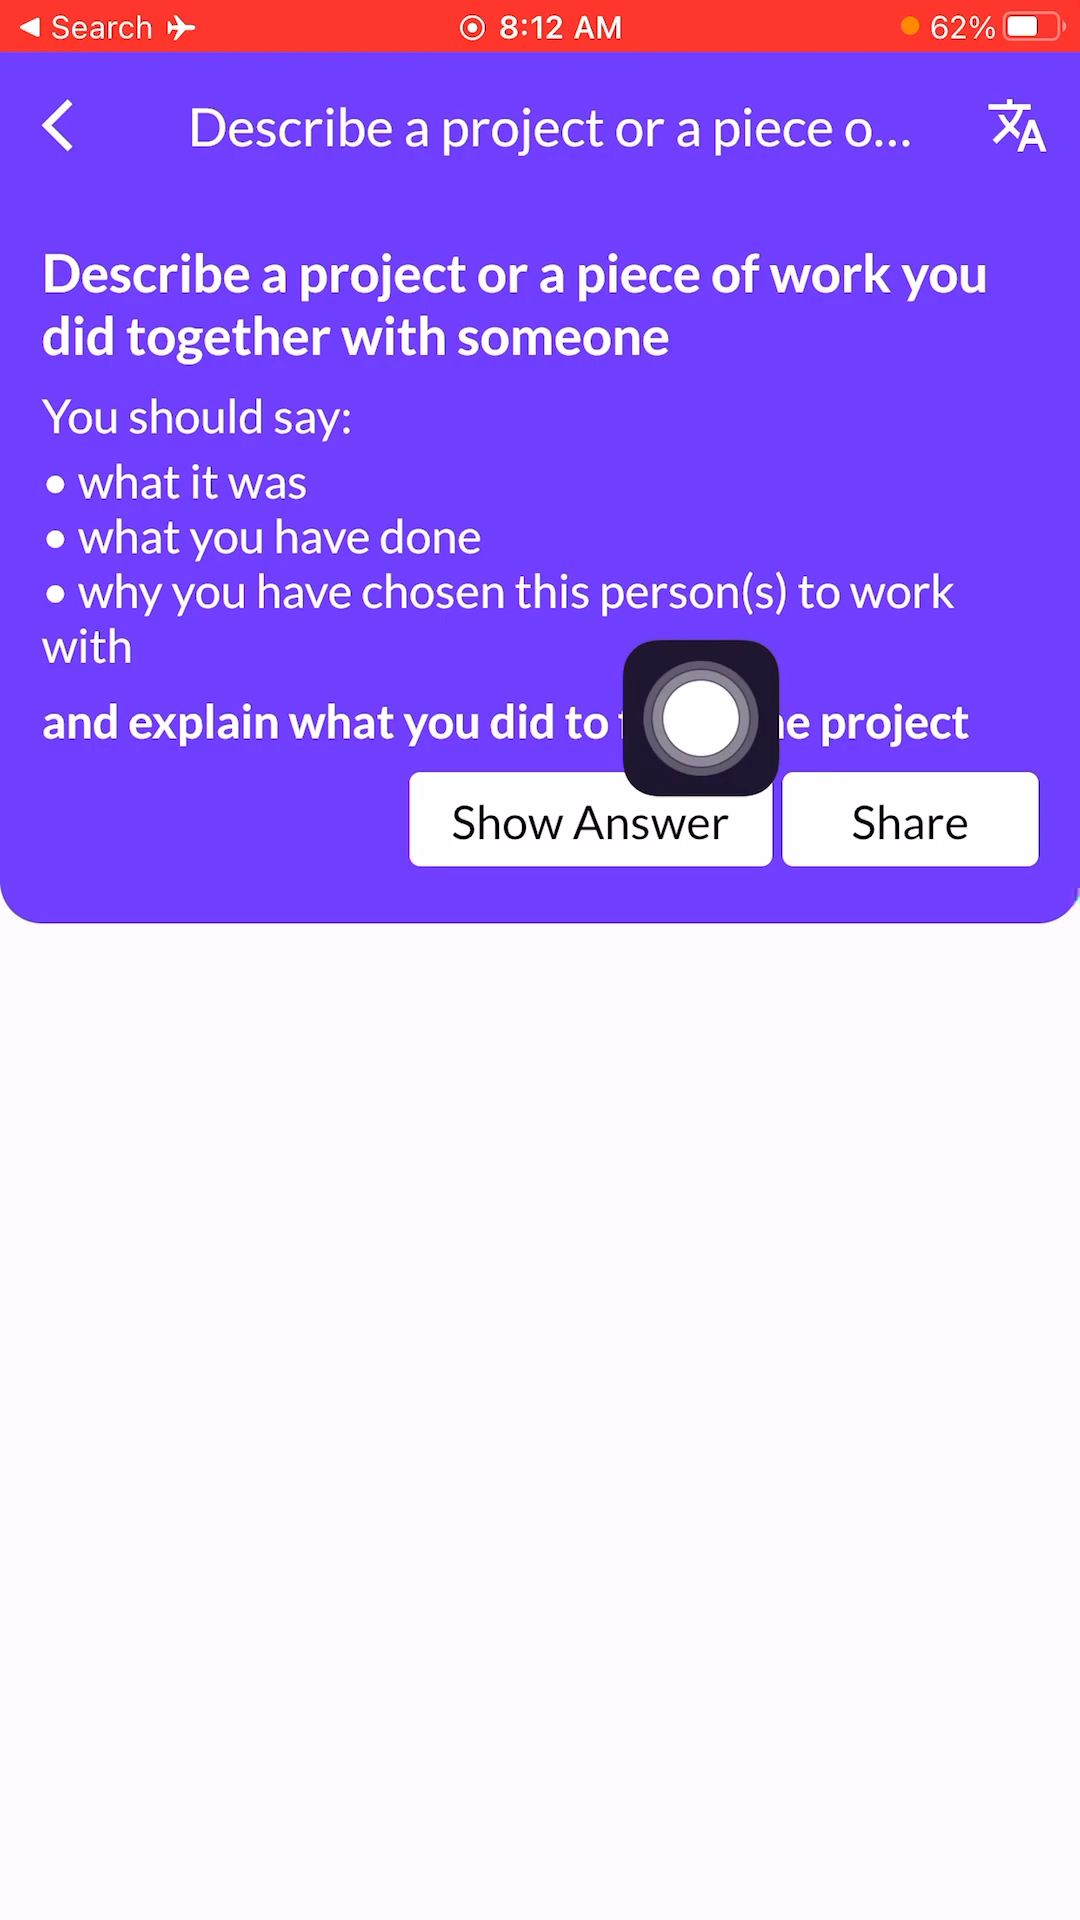 Search
8:12 AM
62%
Describe a project or a piece o...
Describe a project or a piece of work you
did together with someone
You should say:
• what it was
• what you have done
• why you have chosen this person(s) to work
with
and explain what you did to project
Show Answer
Share